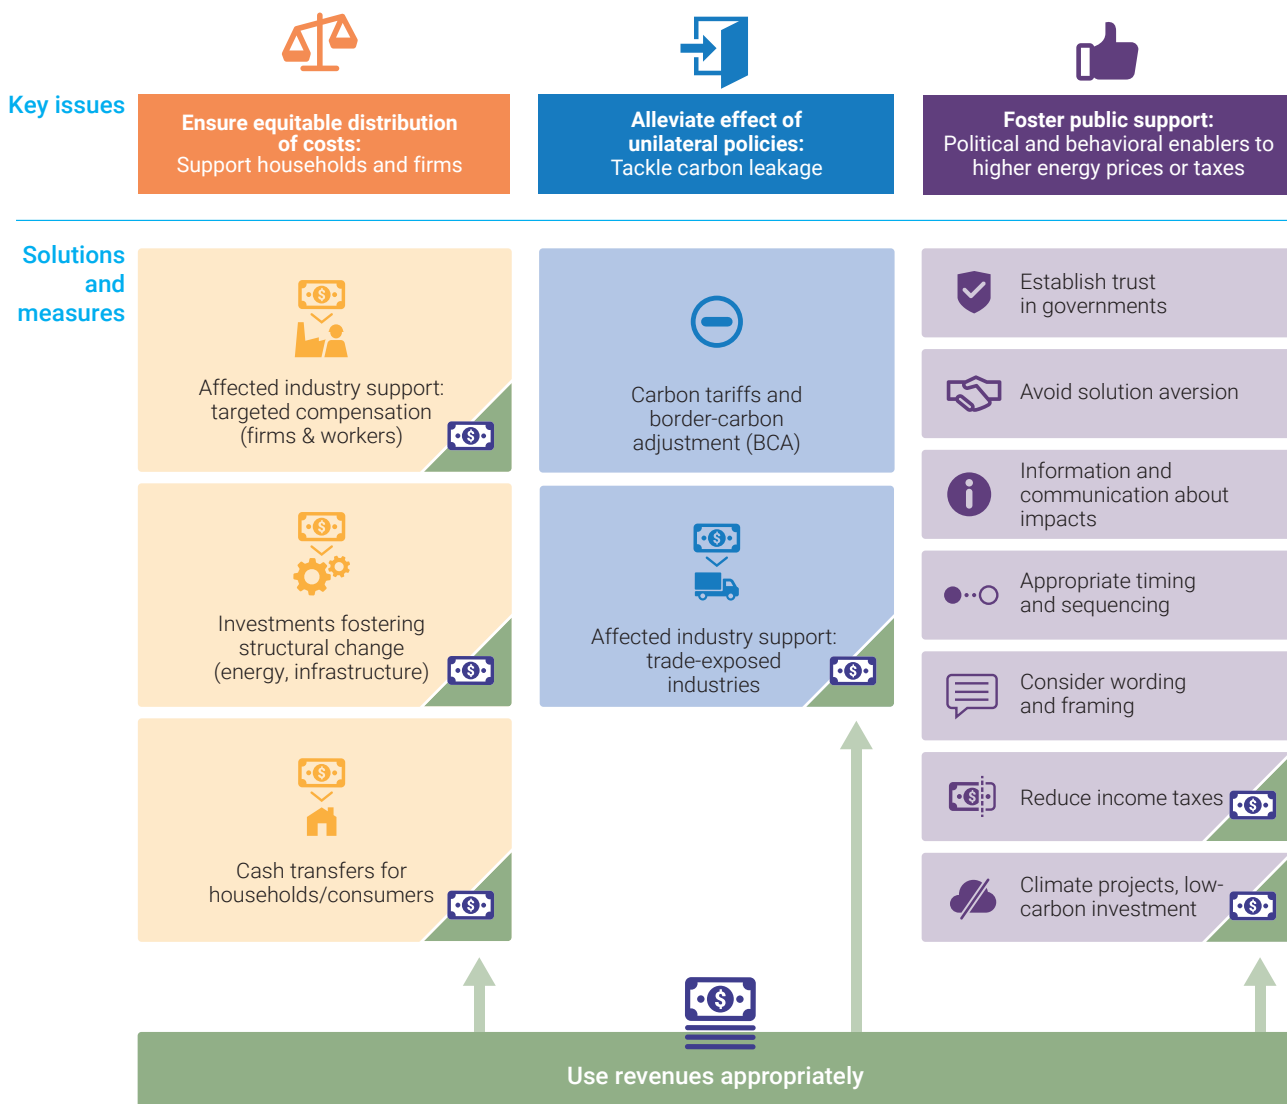 Key issues
Ensure equitable distribution
of costs:
Support households and firms
Alleviate effect of
unilateral policies:
Tackle carbon leakage
Foster public support:
Political and behavioral enablers to
higher energy prices or taxes
Solutions
and
measures
Affected industry support:
targeted compensation
(firms & workers)
Investments fostering
structural change
(energy, infrastructure)
Cash transfers for
households/consumers
Carbon tariffs and
border-carbon
adjustment (BCA)
Affected industry support:
trade-exposed
industries
Establish trust
in governments
Avoid solution aversion
Information and
communication about
impacts
Appropriate timing
and sequencing
Consider wording
and framing
Reduce income taxes
Climate projects, low-
carbon investment
Use revenues appropriately